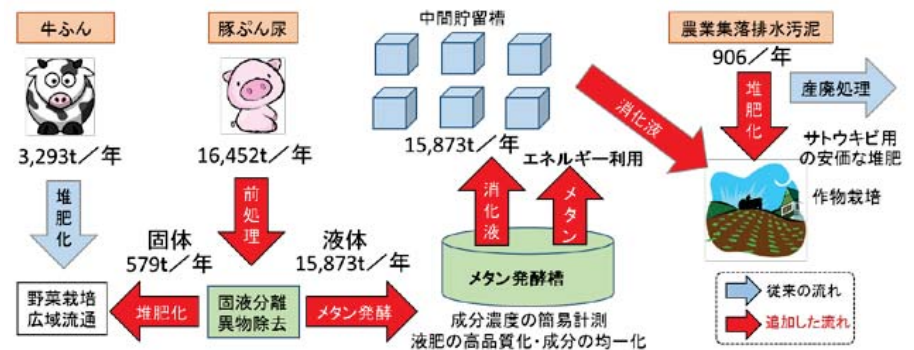 牛ふん
3,293t／年
堆肥化
野菜栽培
広域流通
豚ぷん尿
16,452t／年
前処理
固体
579t／年
液体
15,873t／年
堆肥化
固液分離
異物除去
メタン発酵
中間貯留槽
15,873t／年
エネルギー利用
消化液
メタン
メタン発酵槽
成分濃度の簡易計測
液肥の高品質化・成分の均一化
消化液
農業集落排水汚泥
906／年
堆肥化
産廃処理
サトウキビ用
の安価な堆肥
作物栽培
従来の流れ
追加した流れ